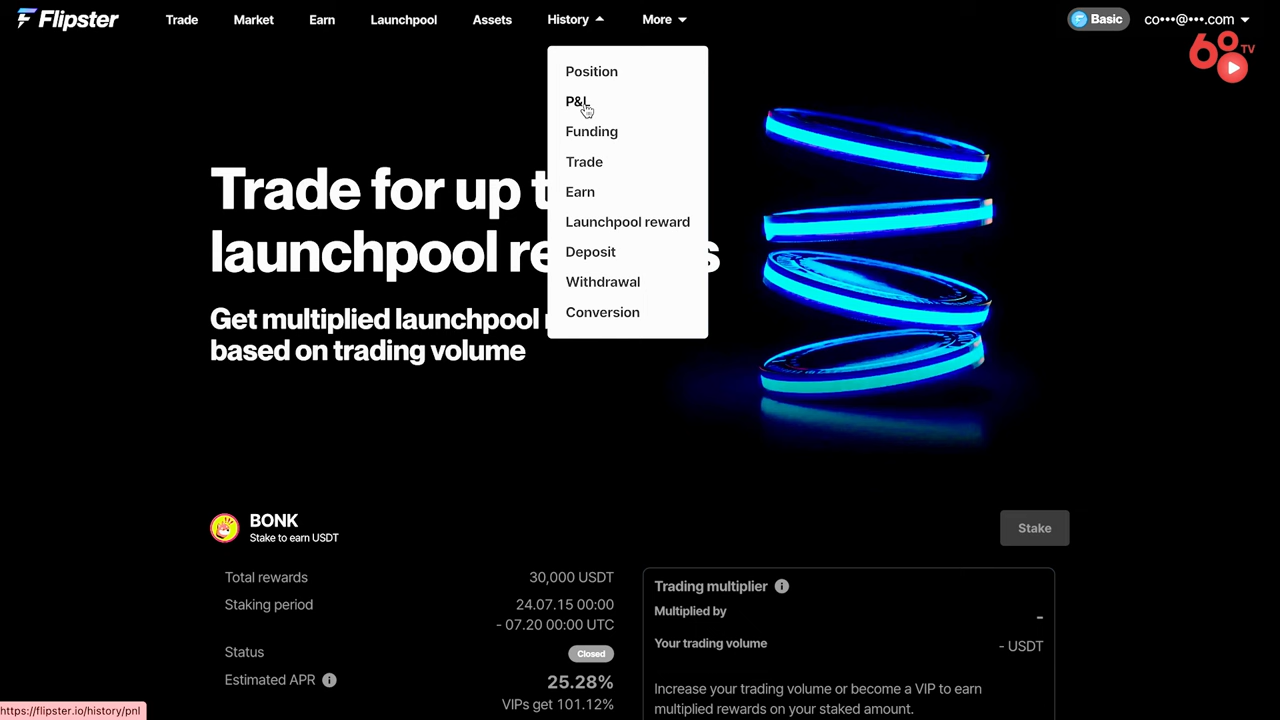 Flipster
Trade
Market
Earn
Launchpool
Assets
History
More
Basic
co•••@•••.com
60 TV
Position
P&L
Funding
Trade
Earn
Launchpool reward
Deposit
Withdrawal
Conversion
Trade for up t
launchpool re s
Get multiplied launchpool
based on trading volume
BONK
Stake to earn USDT
Stake
Total rewards
30,000 USDT
Staking period
24.07.15 00:00
- 07.20 00:00 UTC
Status
Closed
Estimated APR
25.28%
VIPs get 101.12%
Trading multiplier
Multiplied by
-
Your trading volume
- USDT
Increase your trading volume or become a VIP to earn
multiplied rewards on your staked amount.
https://flipster.io/history/pnl